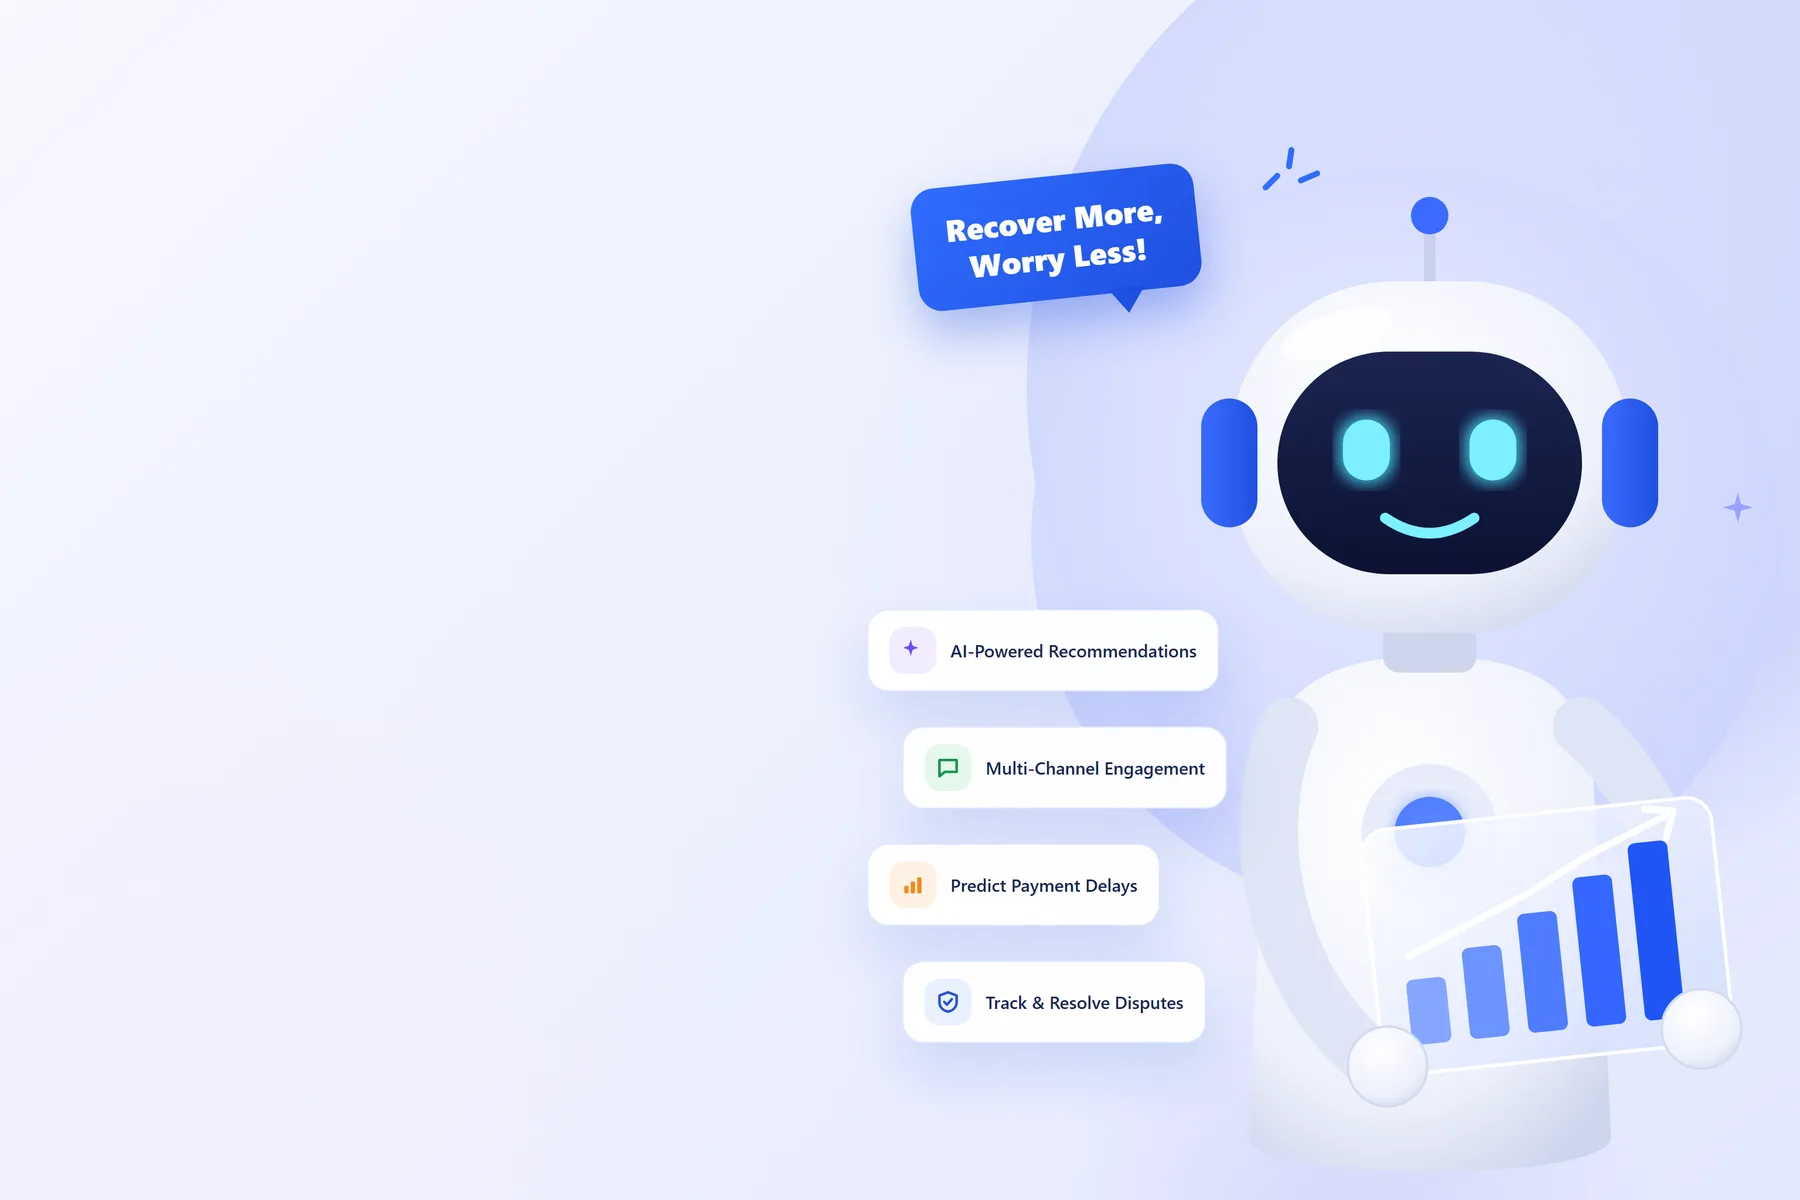 Recover More,
Worry Less!
AI-Powered Recommendations
Multi-Channel Engagement
Predict Payment Delays
Track & Resolve Disputes